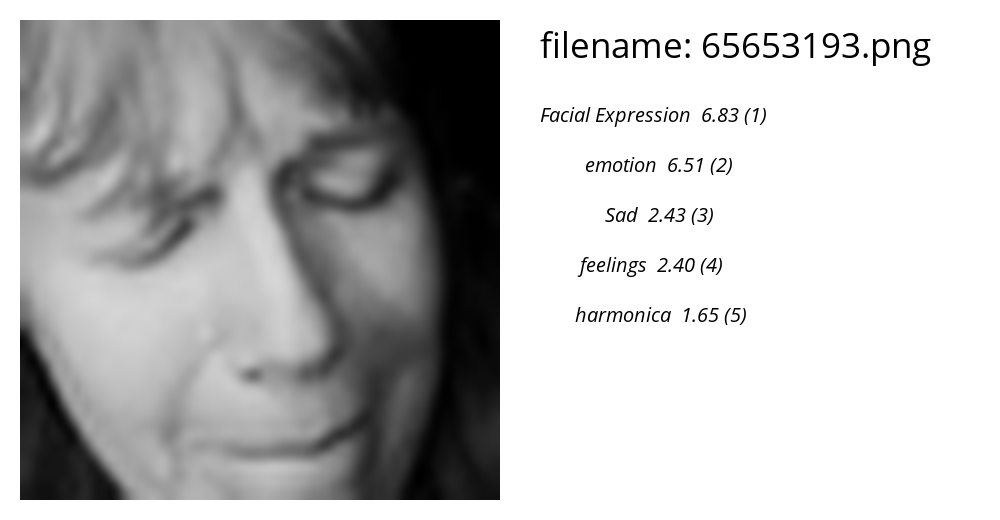 filename: 65653193.png
Facial Expression 6.83 (1)
emotion 6.51 (2)
Sad 2.43 (3)
feelings 2.40 (4)
harmonica 1.65 (5)